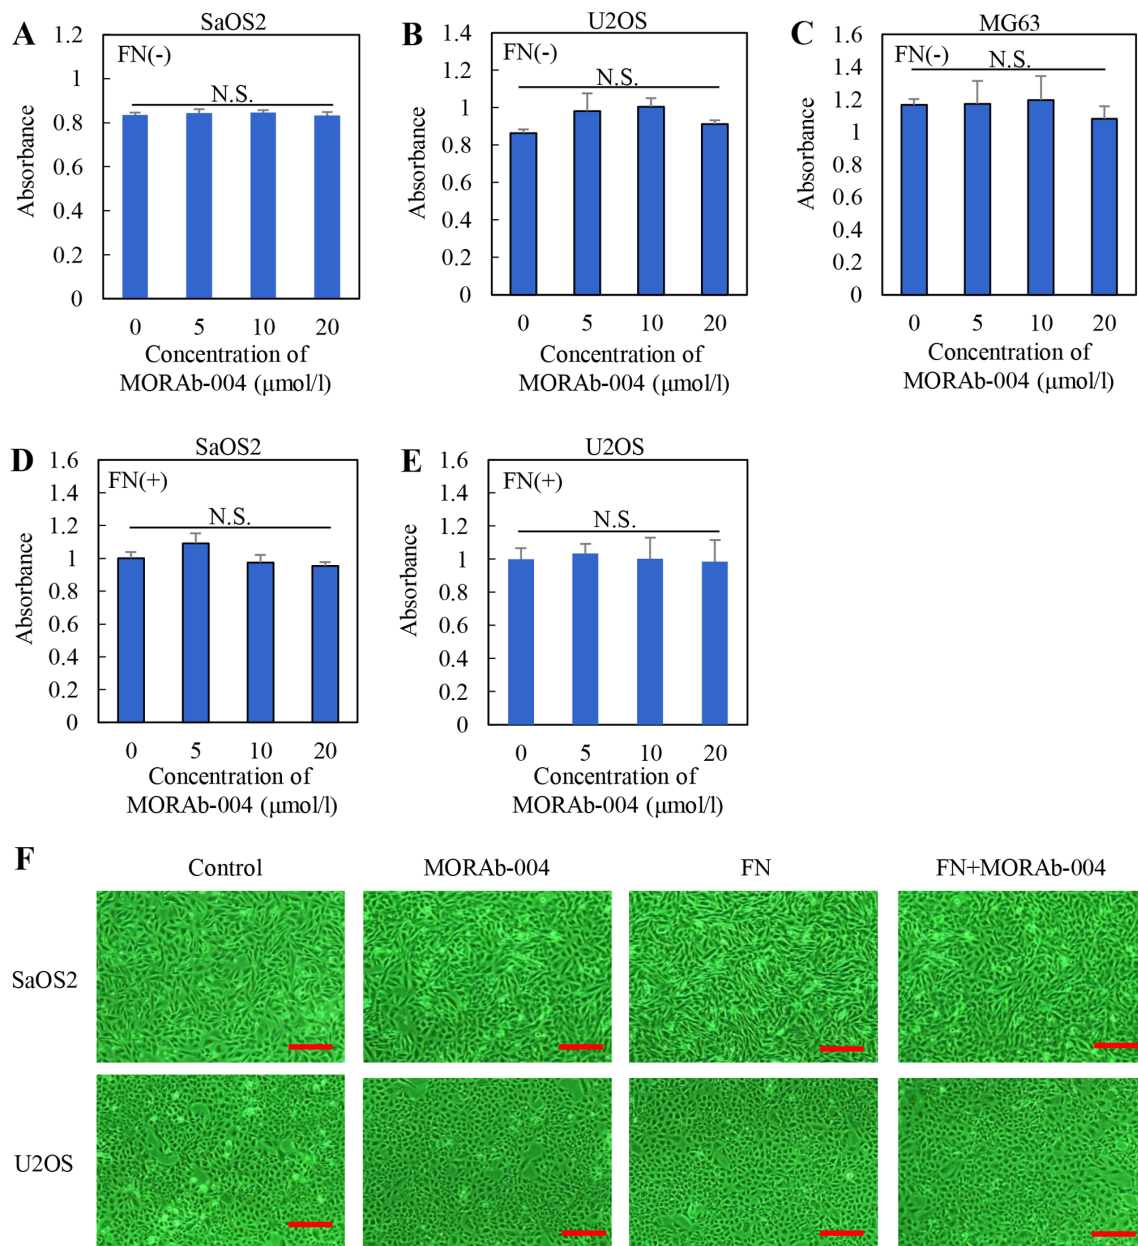 A
SaOS2
FN(-)
N.S.
1.2
1
0.8
0.6
0.4
0.2
0
Absorbance
0 5 10 20
Concentration of
MORAb-004 (μmol/l)
B
U2OS
FN(-)
N.S.
1.4
1.2
1
0.8
0.6
0.4
0.2
0
Absorbance
0 5 10 20
Concentration of
MORAb-004 (μmol/l)
C
MG63
FN(-)
N.S.
1.6
1.4
1.2
1
0.8
0.6
0.4
0.2
0
Absorbance
0 5 10 20
Concentration of
MORAb-004 (μmol/l)
D
SaOS2
FN(+)
N.S.
1.6
1.4
1.2
1
0.8
0.6
0.4
0.2
0
Absorbance
0 5 10 20
Concentration of
MORAb-004 (μmol/l)
E
U2OS
FN(+)
N.S.
1.6
1.4
1.2
1
0.8
0.6
0.4
0.2
0
Absorbance
0 5 10 20
Concentration of
MORAb-004 (μmol/l)
F
Control MORAb-004 FN FN+MORAb-004
SaOS2
U2OS